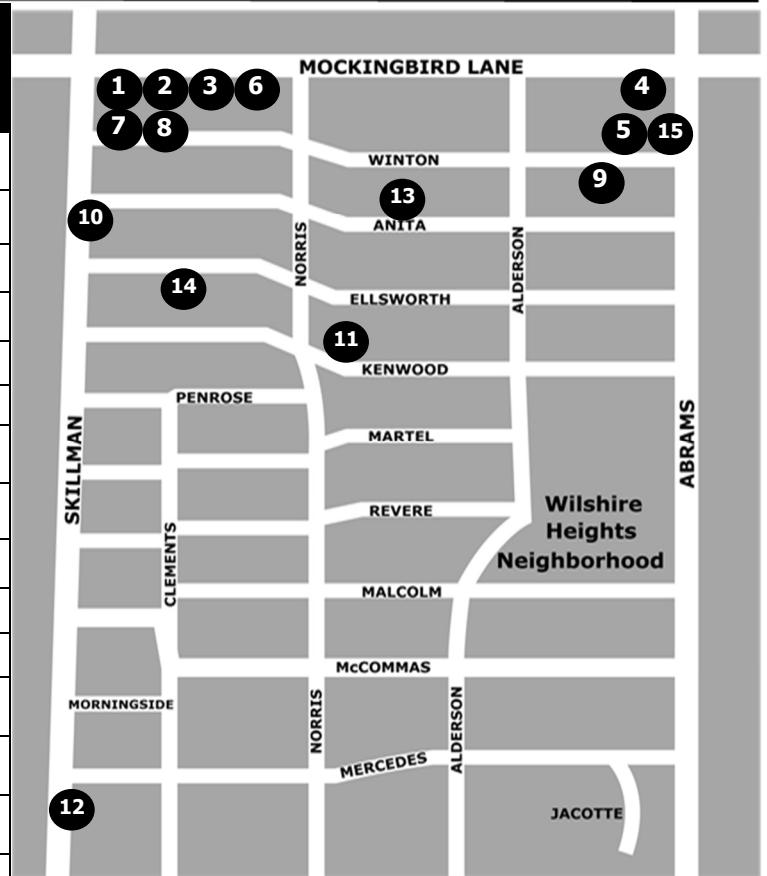 MOCKINGBIRD LANE
1 2 3 6
4
7 8
5 15
WINTON
9
13
10
ANITA
NORRIS
ALDERSON
14
ELLSWORTH
11
KENWOOD
PENROSE
SKILLMAN
MARTEL
ABRAMS
REVERE
Wilshire
Heights
Neighborhood
CLEMENTS
MALCOLM
McCOMMAS
MORNINGSIDE
NORRIS
ALDERSON
MERCEDES
12
JACOTTE